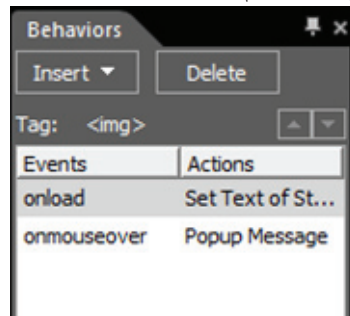 Behaviors
Insert Delete
Tag: <img>
Events Actions
onload Set Text of St...
onmouseover Popup Message